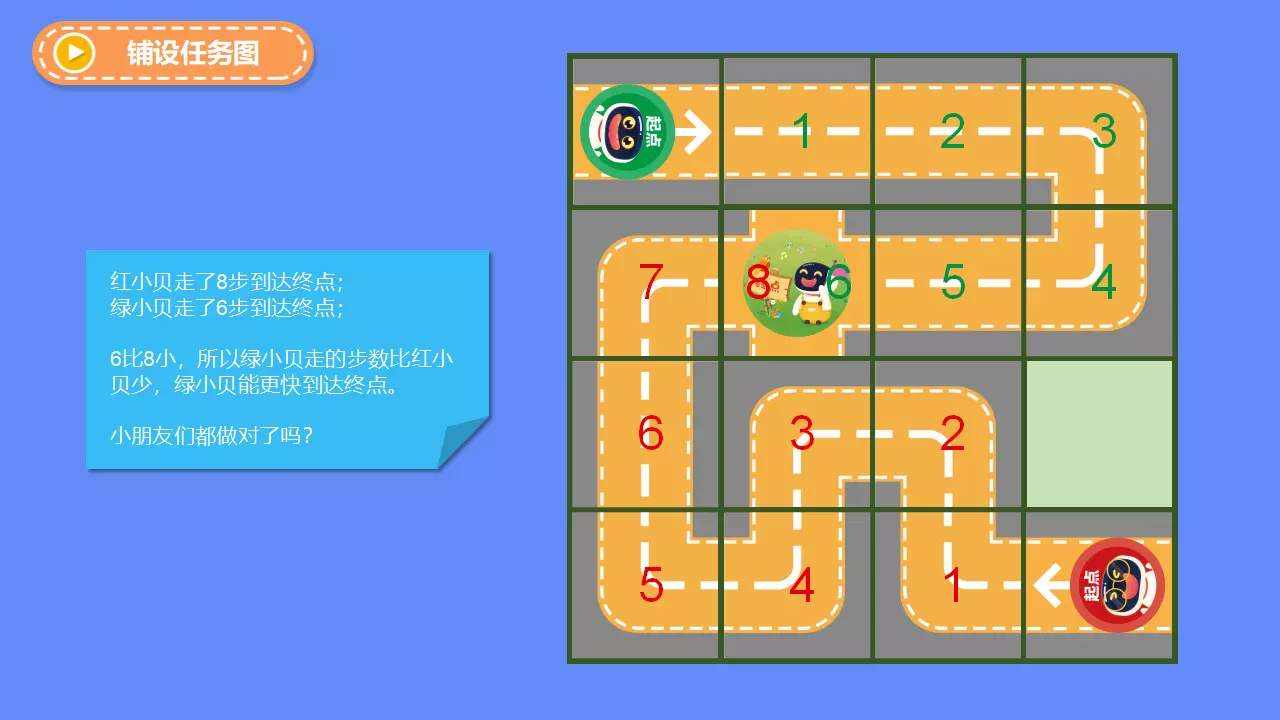 铺设任务图
红小贝走了8步到达终点；
绿小贝走了6步到达终点；
6比8小，所以绿小贝走的步数比红小
贝少，绿小贝能更快到达终点。
小朋友们都做对了吗？
起点 1 2 3
7 8 6 5 4
6 3 2
5 4 1 起点